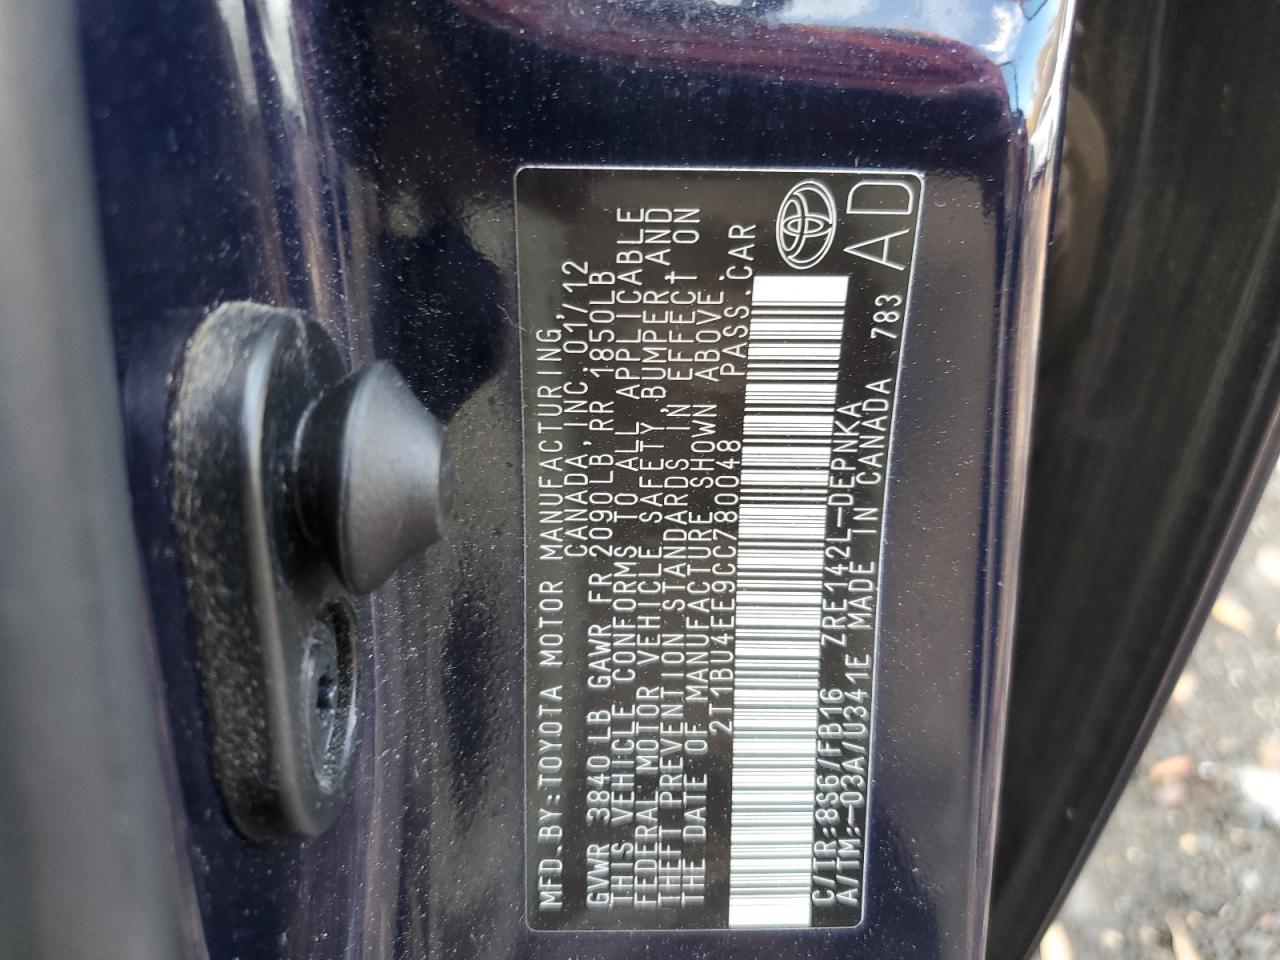 MFD.BY:TOYOTA MOTOR MANUFACTURING,
CANADA, INC. 01/12
GVWR 3840LB GAWR FR 2090LB, RR 1850LB
THIS VEHICLE CONFORMS TO ALL APPLICABLE
FEDERAL MOTOR VEHICLE SAFETY, BUMPER, AND
THEFT PREVENTION STANDARDS IN EFFECT ON
THE DATE OF MANUFACTURE SHOWN ABOVE.
2T1BU4EE9CC780048 PASS.CAR
C/TR:8S6/FB16 ZRE142L-DEPNKA
A/TM:-03A/U341E MADE IN CANADA 783
AD